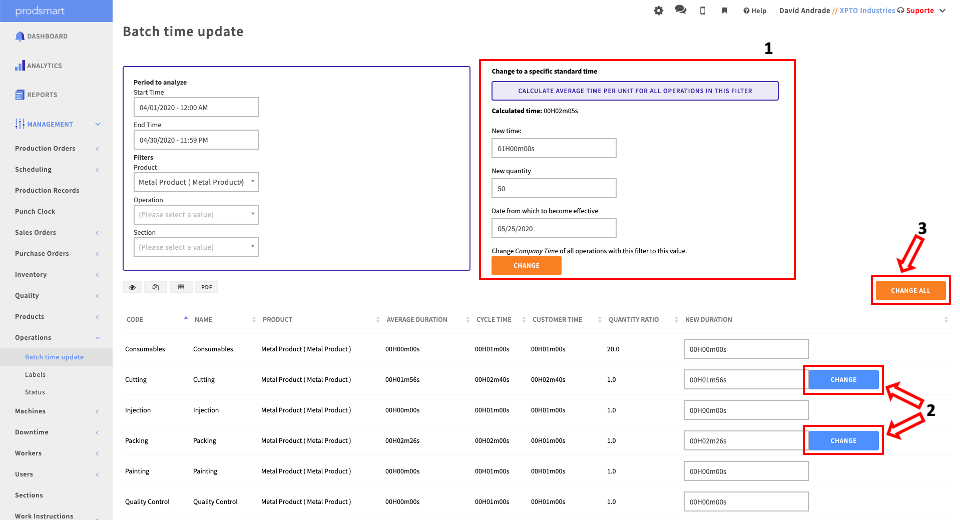 prodsmart
Help
David Andrade // XPTO Industries
Suporte
DASHBOARD
ANALYTICS
REPORTS
MANAGEMENT
Production Orders
Scheduling
Production Records
Punch Clock
Sales Orders
Purchase Orders
Inventory
Quality
Products
Operations
Batch time update
Labels
Status
Machines
Downtime
Workers
Users
Sections
Work Instructions
Batch time update
Period to analyze
Start Time
04/01/2020 - 12:00 AM
End Time
04/30/2020 - 11:59 PM
Filters
Product
Metal Product ( Metal Product)
Operation
(Please select a value)
Section
(Please select a value)
1
Change to a specific standard time
CALCULATE AVERAGE TIME PER UNIT FOR ALL OPERATIONS IN THIS FILTER
Calculated time: 00H02m05s
New time:
01H00m00s
New quantity
50
Date from which to become effective
05/25/2020
Change Company Time of all operations with this filter to this value.
CHANGE
3
CHANGE ALL
PDF
CODE NAME PRODUCT AVERAGE DURATION CYCLE TIME CUSTOMER TIME QUANTITY RATIO NEW DURATION
Consumables Consumables Metal Product ( Metal Product ) 00H00m00s 00H01m00s 00H01m00s 20.0 00H00m00s
Cutting Cutting Metal Product ( Metal Product ) 00H01m56s 00H02m40s 00H02m40s 1.0 00H01m56s CHANGE
Injection Injection Metal Product ( Metal Product ) 00H00m00s 00H01m00s 00H01m00s 1.0 00H00m00s
2
Packing Packing Metal Product ( Metal Product ) 00H02m26s 00H02m00s 00H01m00s 1.0 00H02m26s CHANGE
Painting Painting Metal Product ( Metal Product ) 00H00m00s 00H01m00s 00H01m00s 1.0 00H00m00s
Quality Control Quality Control Metal Product ( Metal Product ) 00H00m00s 00H01m00s 00H01m00s 1.0 00H00m00s